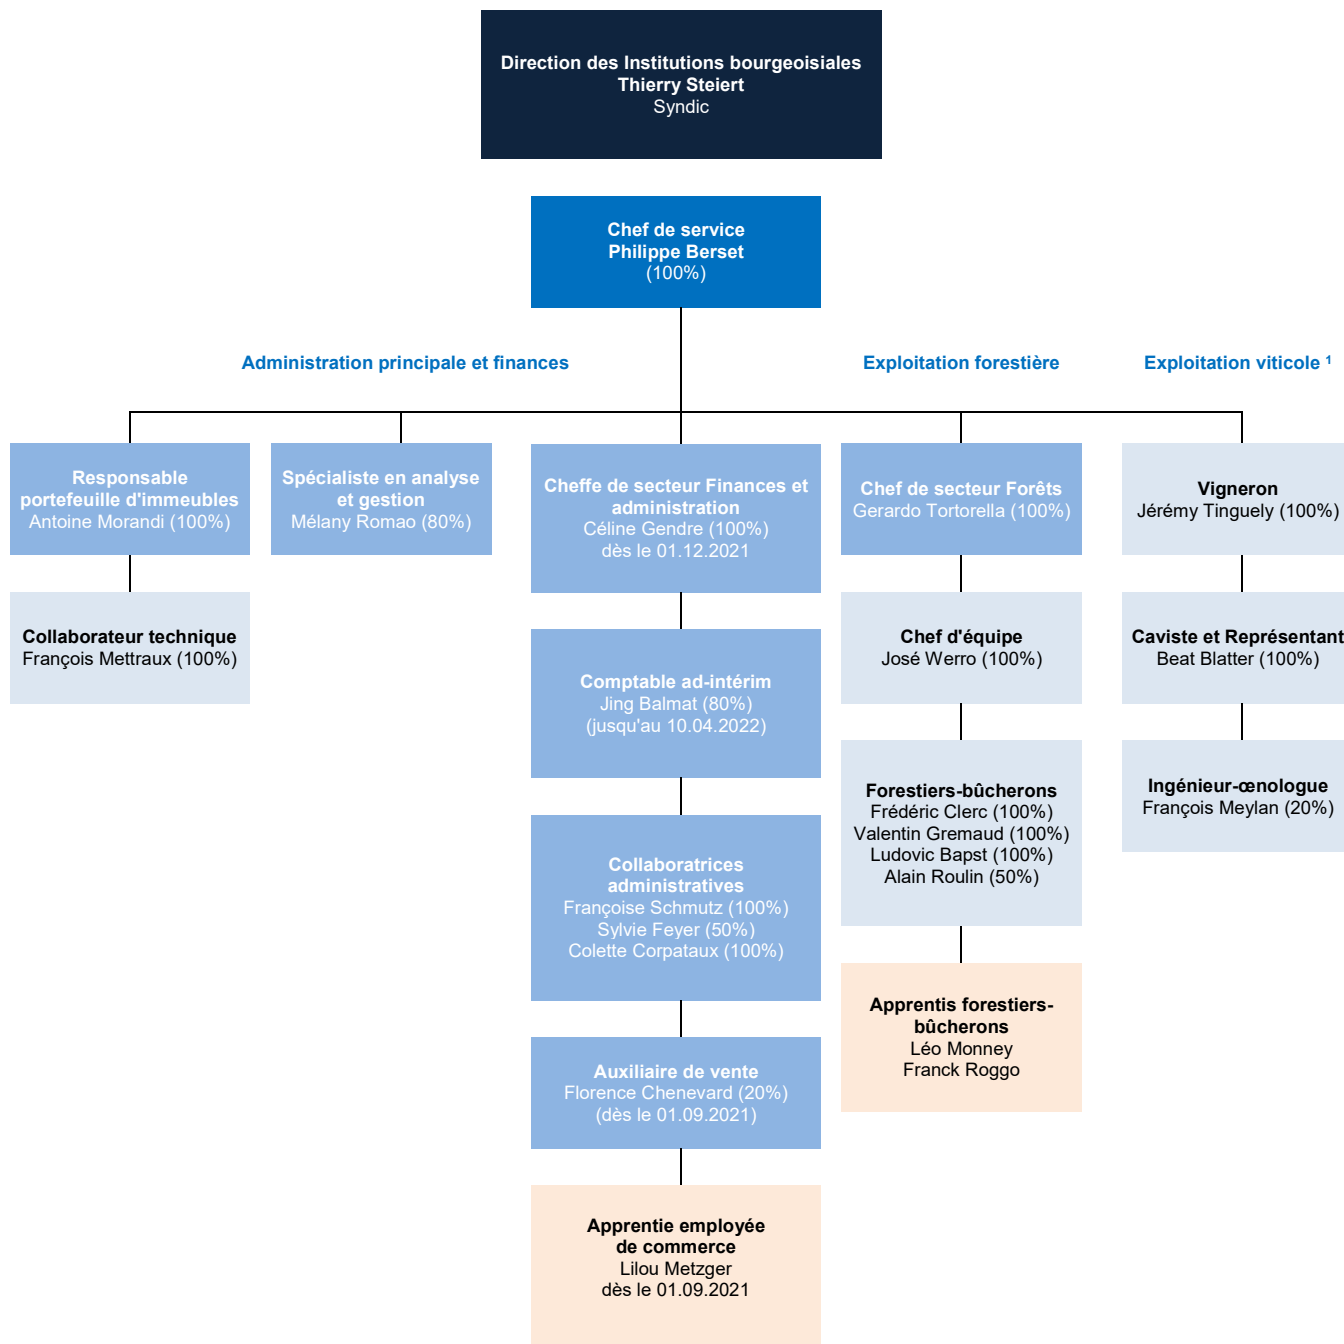 Direction des Institutions bourgeoisiales
Thierry Steiert
Syndic
Chef de service
Philippe Berset
(100%)
Administration principale et finances
Exploitation forestière
Exploitation viticole ¹
Responsable
portefeuille d'immeubles
Antoine Morandi (100%)
Spécialiste en analyse
et gestion
Mélany Romao (80%)
Cheffe de secteur Finances et
administration
Céline Gendre (100%)
dès le 01.12.2021
Chef de secteur Forêts
Gerardo Tortorella (100%)
Vigneron
Jérémy Tinguely (100%)
Collaborateur technique
François Mettraux (100%)
Comptable ad-intérim
Jing Balmat (80%)
(jusqu'au 10.04.2022)
Chef d'équipe
José Werro (100%)
Caviste et Représentant
Beat Blatter (100%)
Collaboratrices
administratives
Françoise Schmutz (100%)
Sylvie Feyer (50%)
Colette Corpataux (100%)
Forestiers-bûcherons
Frédéric Clerc (100%)
Valentin Gremaud (100%)
Ludovic Bapst (100%)
Alain Roulin (50%)
Ingénieur-œnologue
François Meylan (20%)
Auxiliaire de vente
Florence Chenevard (20%)
(dès le 01.09.2021)
Apprentis forestiers-
bûcherons
Léo Monney
Franck Roggo
Apprentie employée
de commerce
Lilou Metzger
dès le 01.09.2021